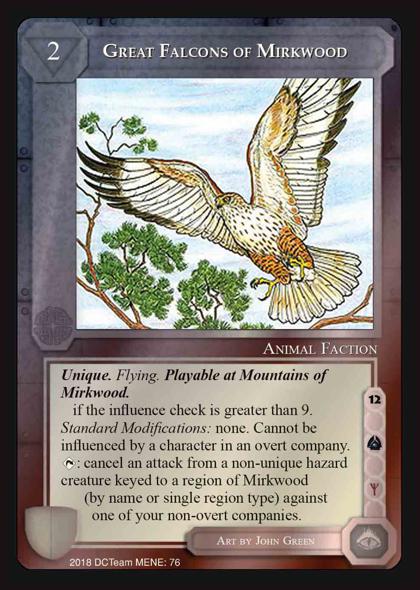 2
Great Falcons of Mirkwood
Animal Faction
Unique. Flying. Playable at Mountains of
Mirkwood.
if the influence check is greater than 9.
Standard Modifications: none. Cannot be
influenced by a character in an overt company.
: cancel an attack from a non-unique hazard
creature keyed to a region of Mirkwood
(by name or single region type) against
one of your non-overt companies.
12
Art by John Green
2018 DCTeam MENE: 76